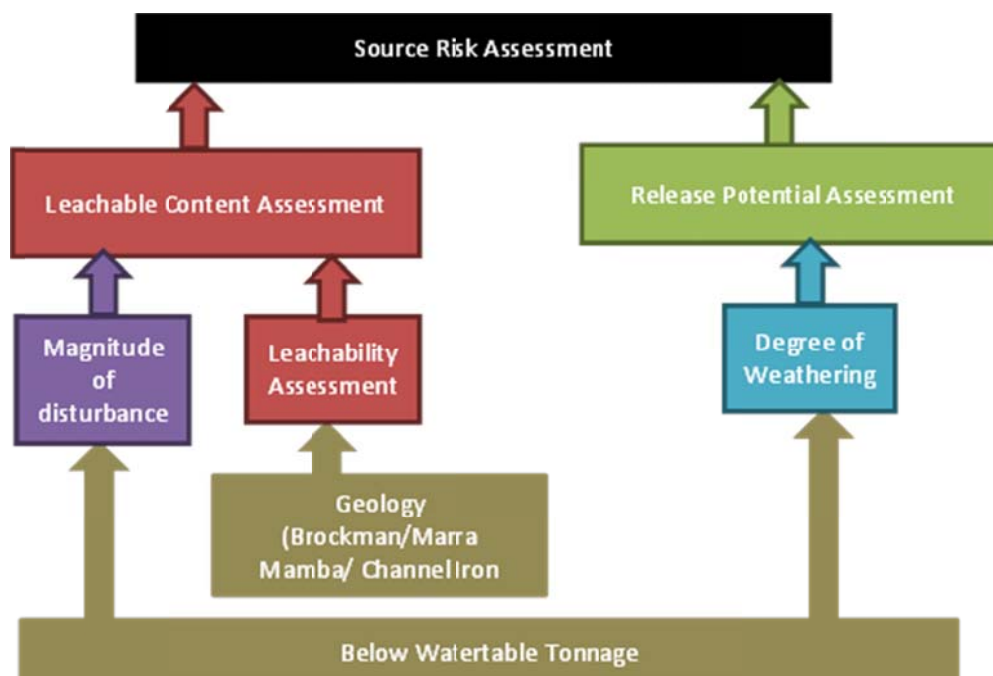 Source Risk Assessment
Leachable Content Assessment
Release Potential Assessment
Magnitude
of
disturbance
Leachability
Assessment
Degree of
Weathering
Geology
(Brockman/Marra
Mamba/ Channel Iron
Below Watertable Tonnage